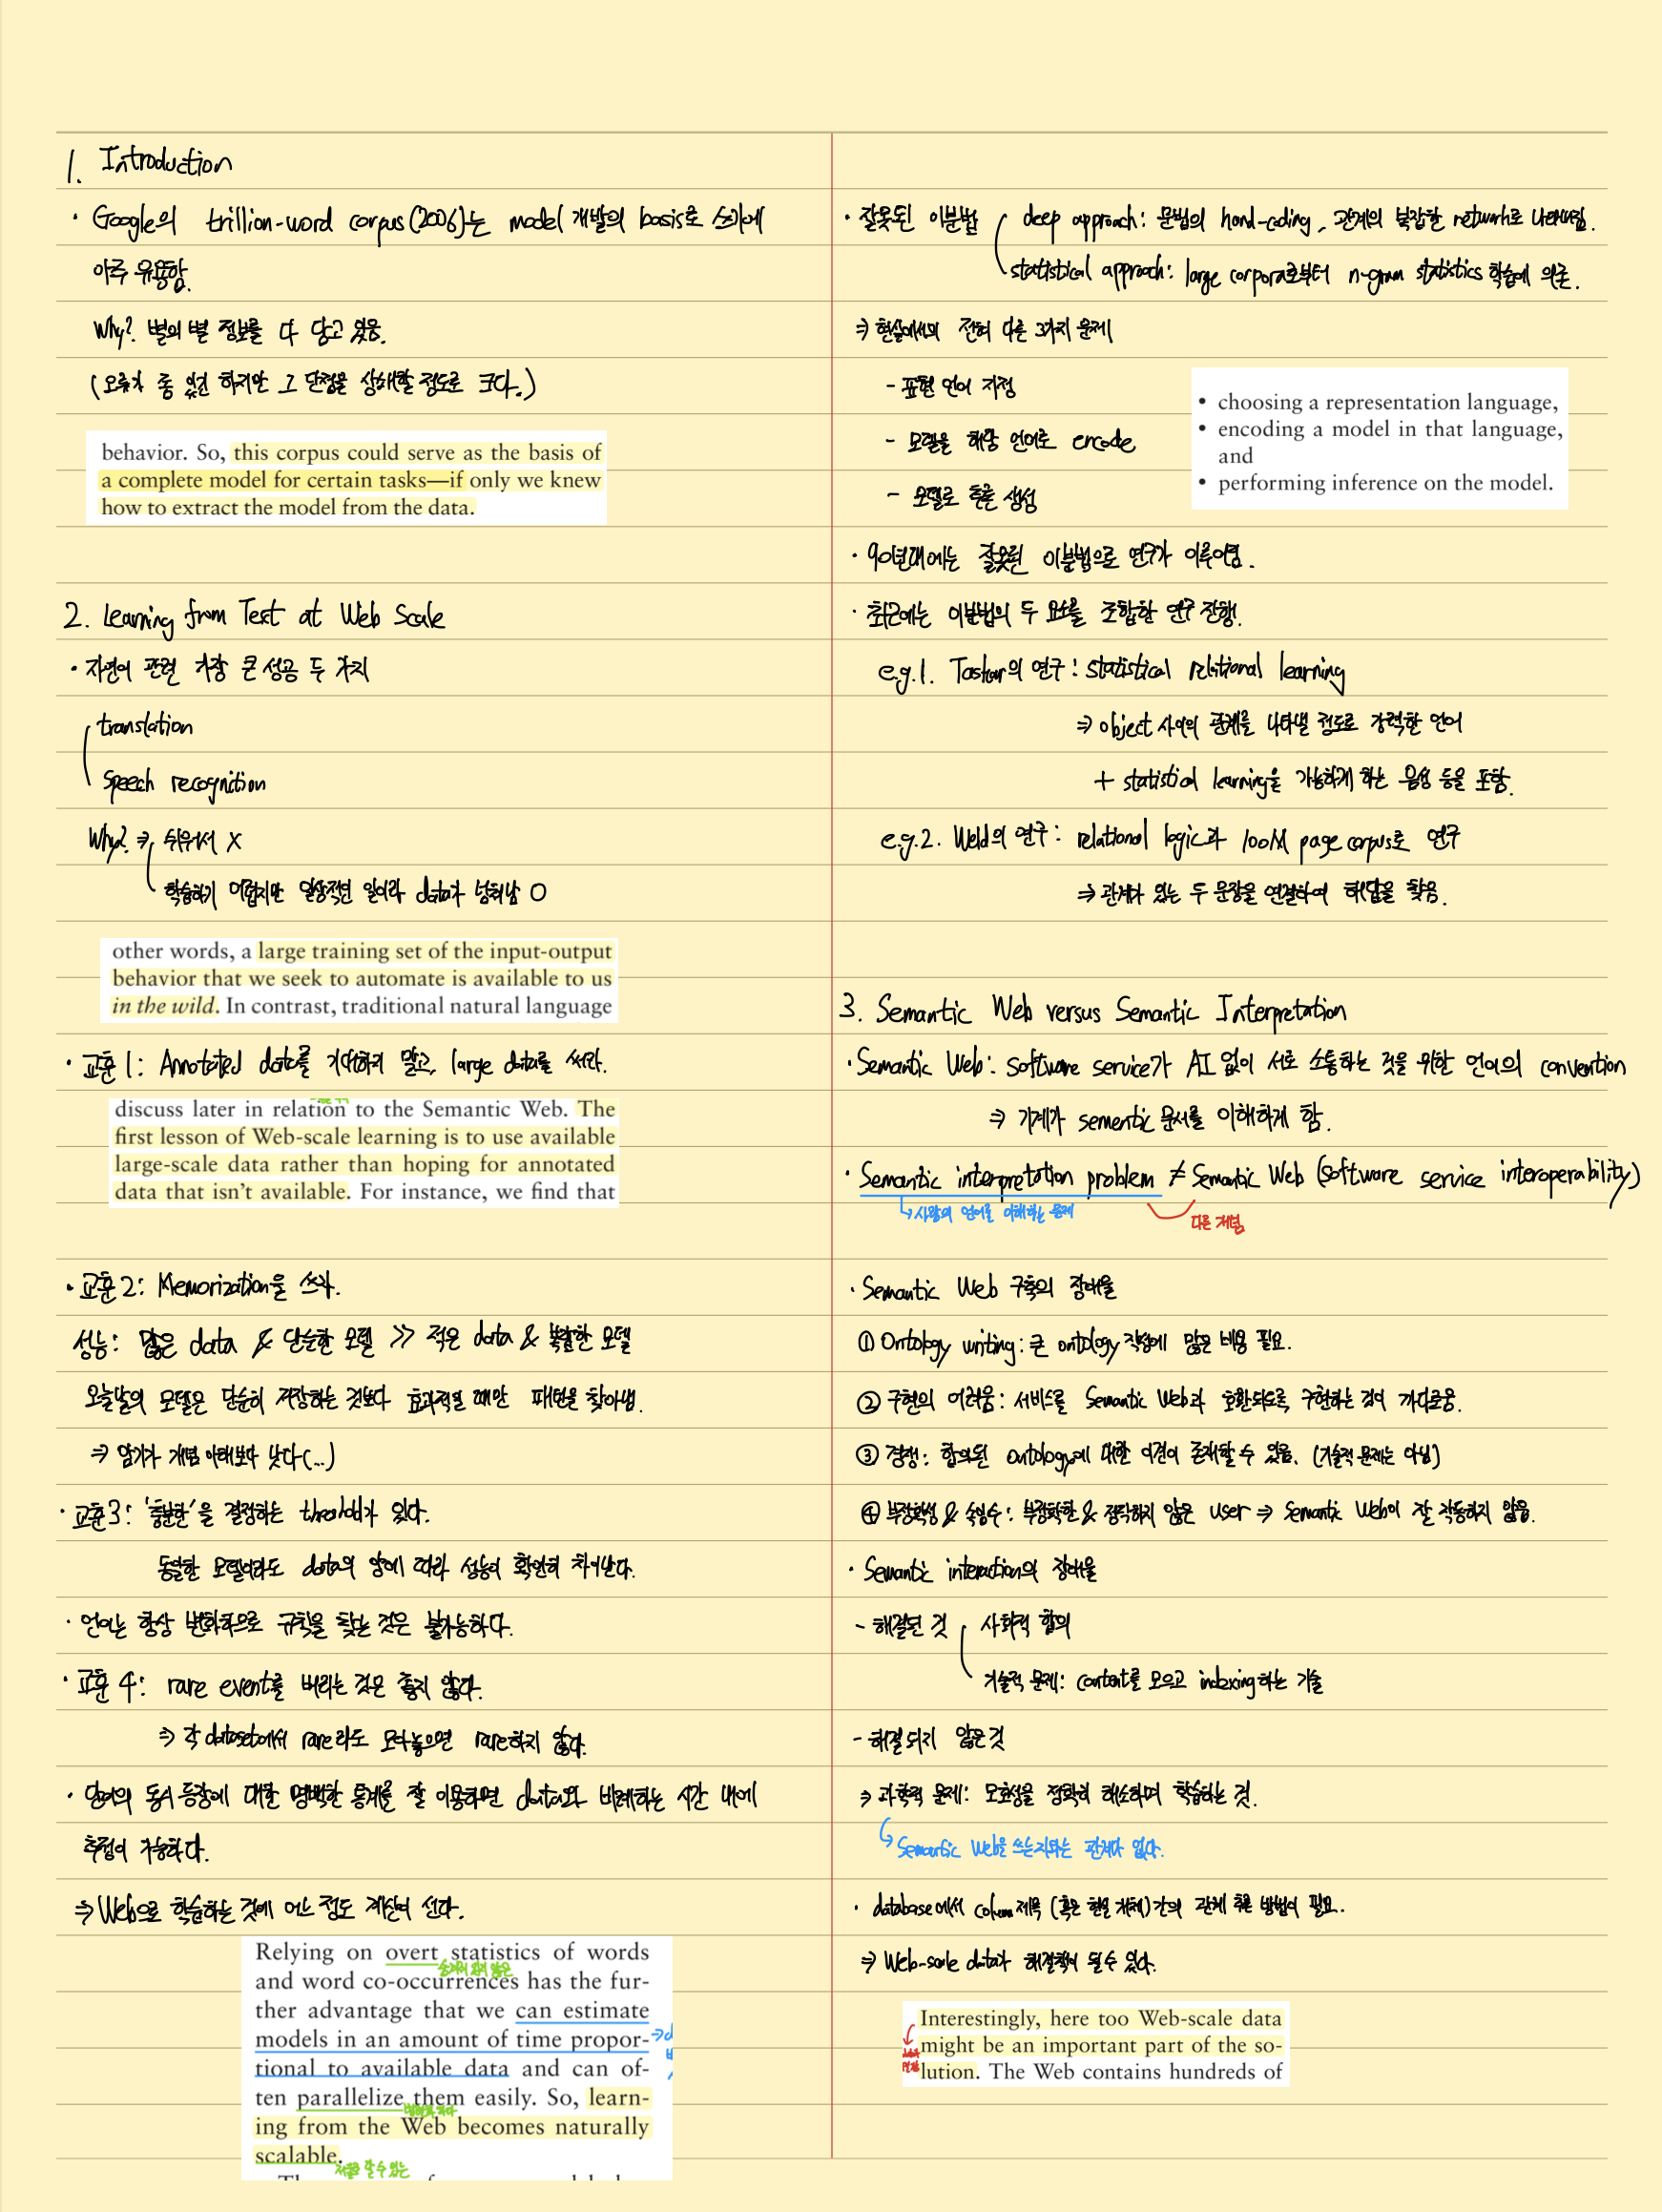 1. Introduction
· Google의 trillion-word corpus(2006)는 model 개발의 basis로 쓰기에
아주 유용함.
Why? 별의 별 정보를 다 담고 있음.
(오류가 좀 있긴 하지만 그 단점을 상쇄할 정도로 크다.)
behavior. So, this corpus could serve as the basis of
a complete model for certain tasks—if only we knew
how to extract the model from the data.
2. Learning from Text at Web Scale
· 자연어 관련 가장 큰 성공 두 가지
translation
speech recognition
Why? ⇒ 쉬워서 X
학습하기 어렵지만 일상적인 일이라 data가 넘쳐남 O
other words, a large training set of the input-output
behavior that we seek to automate is available to us
in the wild. In contrast, traditional natural language
· 교훈 1: Annotated data를 기대하지 말고, large data를 써라.
discuss later in relation to the Semantic Web. The
first lesson of Web-scale learning is to use available
large-scale data rather than hoping for annotated
data that isn't available. For instance, we find that
· 교훈 2: Memorization을 쓰라.
성능: 많은 data & 단순한 모델 >> 적은 data & 복잡한 모델
오늘날의 모델은 단순히 저장하는 것보다 효과적일 때만 패턴을 찾아냄.
⇒ 암기가 개념 이해보다 낫다(...)
· 교훈3: '충분한'을 결정하는 threshold가 있다.
동일한 모델이라도 data의 양에 따라 성능이 확연히 차이난다.
· 언어는 항상 변화하므로 규칙을 찾는 것은 불가능하다.
· 교훈 4: rare event를 버리는 것은 좋지 않다.
⇒ 각 dataset에서 rare라도 모아놓으면 rare하지 않다.
· 단어의 동시 등장에 대한 명백한 통계를 잘 이용하면 data와 비례하는 시간 내에
추정이 가능하다.
⇒ Web으로 학습하는 것에 어느 정도 계산이 선다.
Relying on overt statistics of words
숨겨져 있지 않은
and word co-occurrences has the fur-
ther advantage that we can estimate
models in an amount of time propor-
tional to available data and can of-
ten parallelize them easily. So, learn-
병렬화 하다
ing from the Web becomes naturally
scalable.
· 잘못된 이분법
deep approach: 문법의 hand-coding, 관계의 복잡한 network로 나타내짐.
statistical approach: large corpora로부터 n-gram statistics 학습에 의존.
⇒ 현실에서의 전혀 다른 3가지 문제
- 표현 언어 지정
- 모델을 해당 언어로 encode
- 모델로 추론 생성
• choosing a representation language,
• encoding a model in that language,
and
• performing inference on the model.
· 90년대에는 잘못된 이분법으로 연구가 이루어짐.
· 최근에는 이분법의 두 요소를 조합한 연구 진행.
e.g.1. Taskar의 연구: statistical relational learning
⇒ object 사이의 관계를 나타낼 정도로 강력한 언어
+ statistical learning을 가능하게 하는 음성 등을 포함.
e.g.2. Weld의 연구: relational logic과 100M page corpus로 연구
⇒ 관계가 있는 두 문장을 연결하여 해답을 찾음.
3. Semantic Web versus Semantic Interpretation
· Semantic Web: software service가 AI 없이 서로 소통하는 것을 위한 언어의 convention
⇒ 기계가 sementic 문서를 이해하게 함.
· Semantic interpretation problem ≠ Semantic Web (software service interoperability)
↳ 사람의 언어를 이해하는 문제
다른 개념
· Semantic Web 구축의 장애물
① Ontology writing: 큰 ontology 작성에 많은 비용 필요.
② 구현의 어려움: 서비스를 Semantic Web과 호환되도록 구현하는 것이 까다로움.
③ 경쟁: 합의된 ontology에 대한 이견이 존재할 수 있음. (기술적 문제는 아님)
④ 부정확성 & 속임수: 부정확한 & 정직하지 않은 user ⇒ Semantic Web이 잘 작동하지 않음.
· Semantic interaction의 장애물
- 해결된 것
사회적 합의
기술적 문제: content를 모으고 indexing하는 기술
- 해결되지 않은 것
⇒ 과학적 문제: 모호성을 정확히 해소하며 학습하는 것.
↳ Semantic Web을 쓰는지와는 관계가 없다.
· database에서 column제목 (혹은 현실 개체)간의 관계 추론 방법이 필요.
⇒ Web-scale data가 해결책이 될 수 있다.
Interestingly, here too Web-scale data
might be an important part of the so-
lution. The Web contains hundreds of